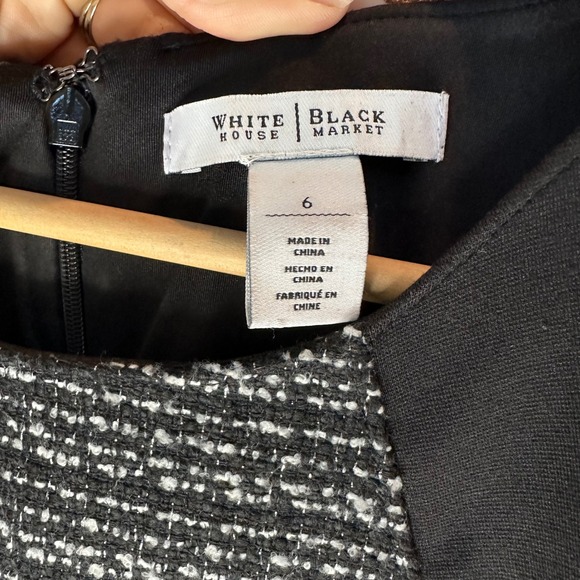 WHITE | BLACK
HOUSE | MARKET
6
MADE IN
CHINA
HECHO EN
CHINA
FABRIQUÉ EN
CHINE